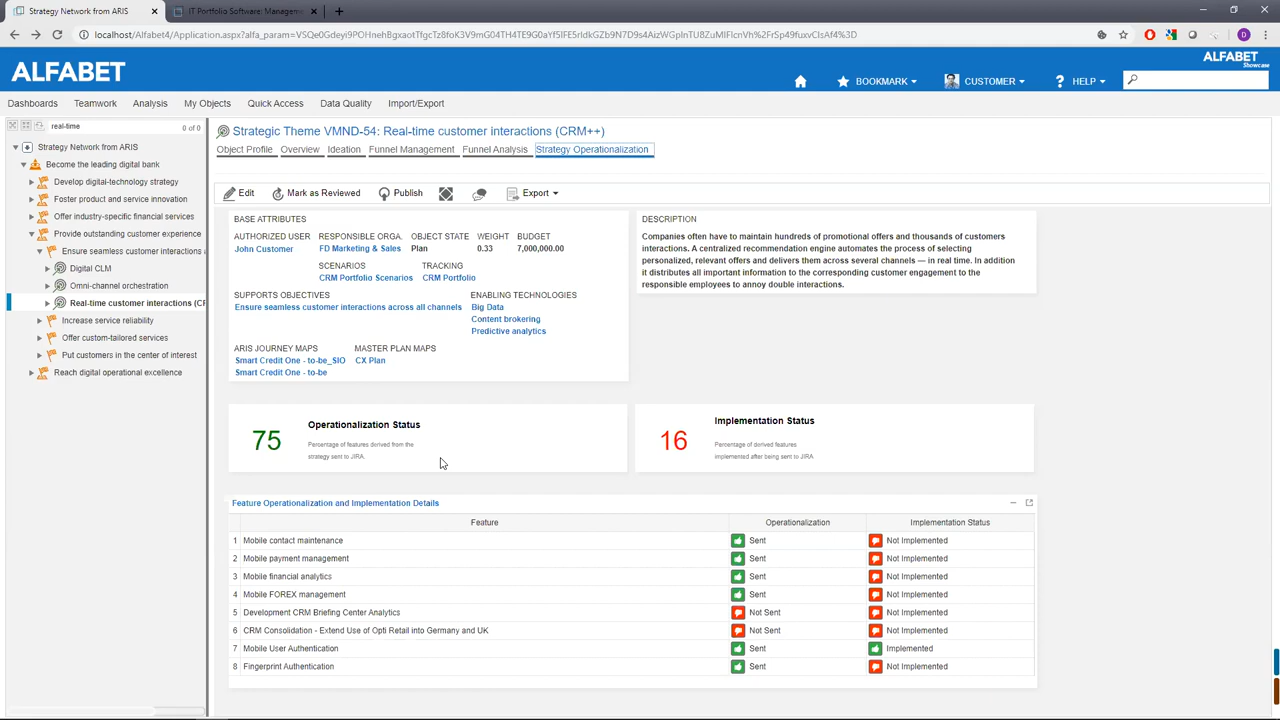 Strategy Network from ARIS
IT Portfolio Software Managem
localhost/Alfabet4/Application.aspx?
ALFABET
ALFABET
Showcase
BOOKMARK
CUSTOMER
HELP
Dashboards Teamwork Analysis My Objects Quick Access Data Quality Import/Export
real-time
0 of 0
Strategy Network from ARIS
Become the leading digital bank
Develop digital-technology strategy
Foster product and service innovation
Offer industry-specific financial services
Provide outstanding customer experience
Ensure seamless customer interactions a
Digital CLM
Omni-channel orchestration
Real-time customer interactions (CF
Increase service reliability
Offer custom-tailored services
Put customers in the center of interest
Reach digital operational excellence
Strategic Theme VMND-54: Real-time customer interactions (CRM++)
Object Profile Overview Ideation Funnel Management Funnel Analysis Strategy Operationalization
Edit Mark as Reviewed Publish Export
BASE ATTRIBUTES
AUTHORIZED USER RESPONSIBLE ORGA. OBJECT STATE WEIGHT BUDGET
John Customer FD Marketing & Sales Plan 0.33 7,000,000.00
SCENARIOS TRACKING
CRM Portfolio Scenarios CRM Portfolio
SUPPORTS OBJECTIVES ENABLING TECHNOLOGIES
Ensure seamless customer interactions across all channels Big Data
Content brokering
Predictive analytics
ARIS JOURNEY MAPS MASTER PLAN MAPS
Smart Credit One - to-be_SIO CX Plan
Smart Credit One - to-be
DESCRIPTION
Companies often have to maintain hundreds of promotional offers and thousands of customers
interactions. A centralized recommendation engine automates the process of selecting
personalized, relevant offers and delivers them across several channels — in real time. In addition
it distributes all important information to the corresponding customer engagement to the
responsible employees to annoy double interactions.
75
Operationalization Status
Percentage of features derived from the
strategy sent to JIRA.
16
Implementation Status
Percentage of derived features
implemented after being sent to JIRA
Feature Operationalization and Implementation Details
Feature Operationalization Implementation Status
1 Mobile contact maintenance Sent Not Implemented
2 Mobile payment management Sent Not Implemented
3 Mobile financial analytics Sent Not Implemented
4 Mobile FOREX management Sent Not Implemented
5 Development CRM Briefing Center Analytics Not Sent Not Implemented
6 CRM Consolidation - Extend Use of Opti Retail into Germany and UK Not Sent Not Implemented
7 Mobile User Authentication Sent Implemented
8 Fingerprint Authentication Sent Not Implemented